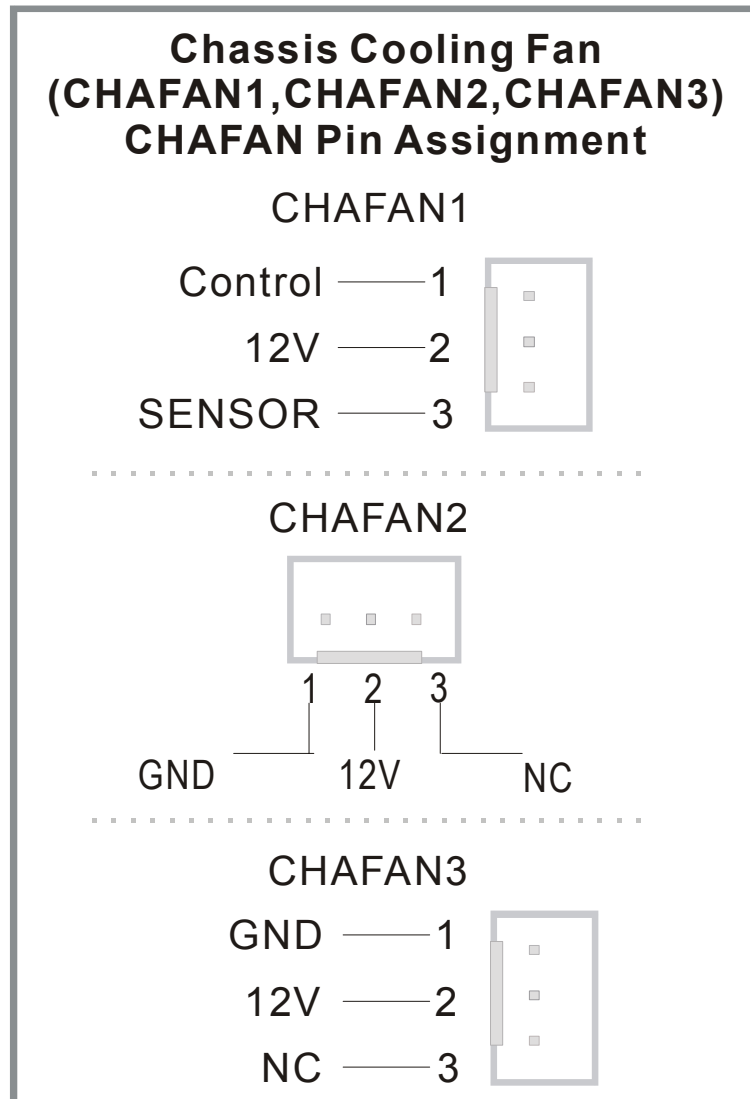 Chassis Cooling Fan
(CHAFAN1,CHAFAN2,CHAFAN3)
CHAFAN Pin Assignment
CHAFAN1
Control 1
12V 2
SENSOR 3
CHAFAN2
1 2 3
GND 12V NC
CHAFAN3
GND 1
12V 2
NC 3